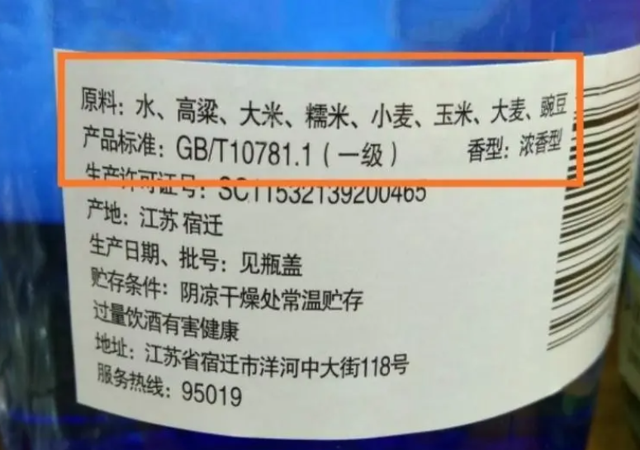 原料：水、高粱、大米、糯米、小麦、玉米、大麦、豌豆
产品标准：GB/T10781.1（一级） 香型：浓香型
生产许可证号：SC11532139200465
产地：江苏 宿迁
生产日期、批号：见瓶盖
贮存条件：阴凉干燥处常温贮存
过量饮酒有害健康
地址：江苏省宿迁市洋河中大街118号
服务热线：95019